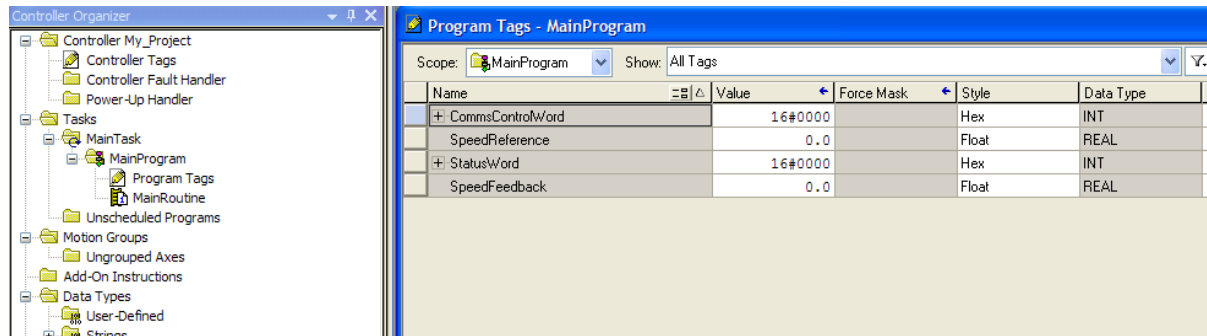 Controller Organizer
Controller My_Project
Controller Tags
Controller Fault Handler
Power-Up Handler
Tasks
MainTask
MainProgram
Program Tags
MainRoutine
Unscheduled Programs
Motion Groups
Ungrouped Axes
Add-On Instructions
Data Types
User-Defined
Strings
Program Tags - MainProgram
Scope: MainProgram Show: All Tags
Name Value Force Mask Style Data Type
CommsControlWord 16#0000 Hex INT
SpeedReference 0.0 Float REAL
StatusWord 16#0000 Hex INT
SpeedFeedback 0.0 Float REAL